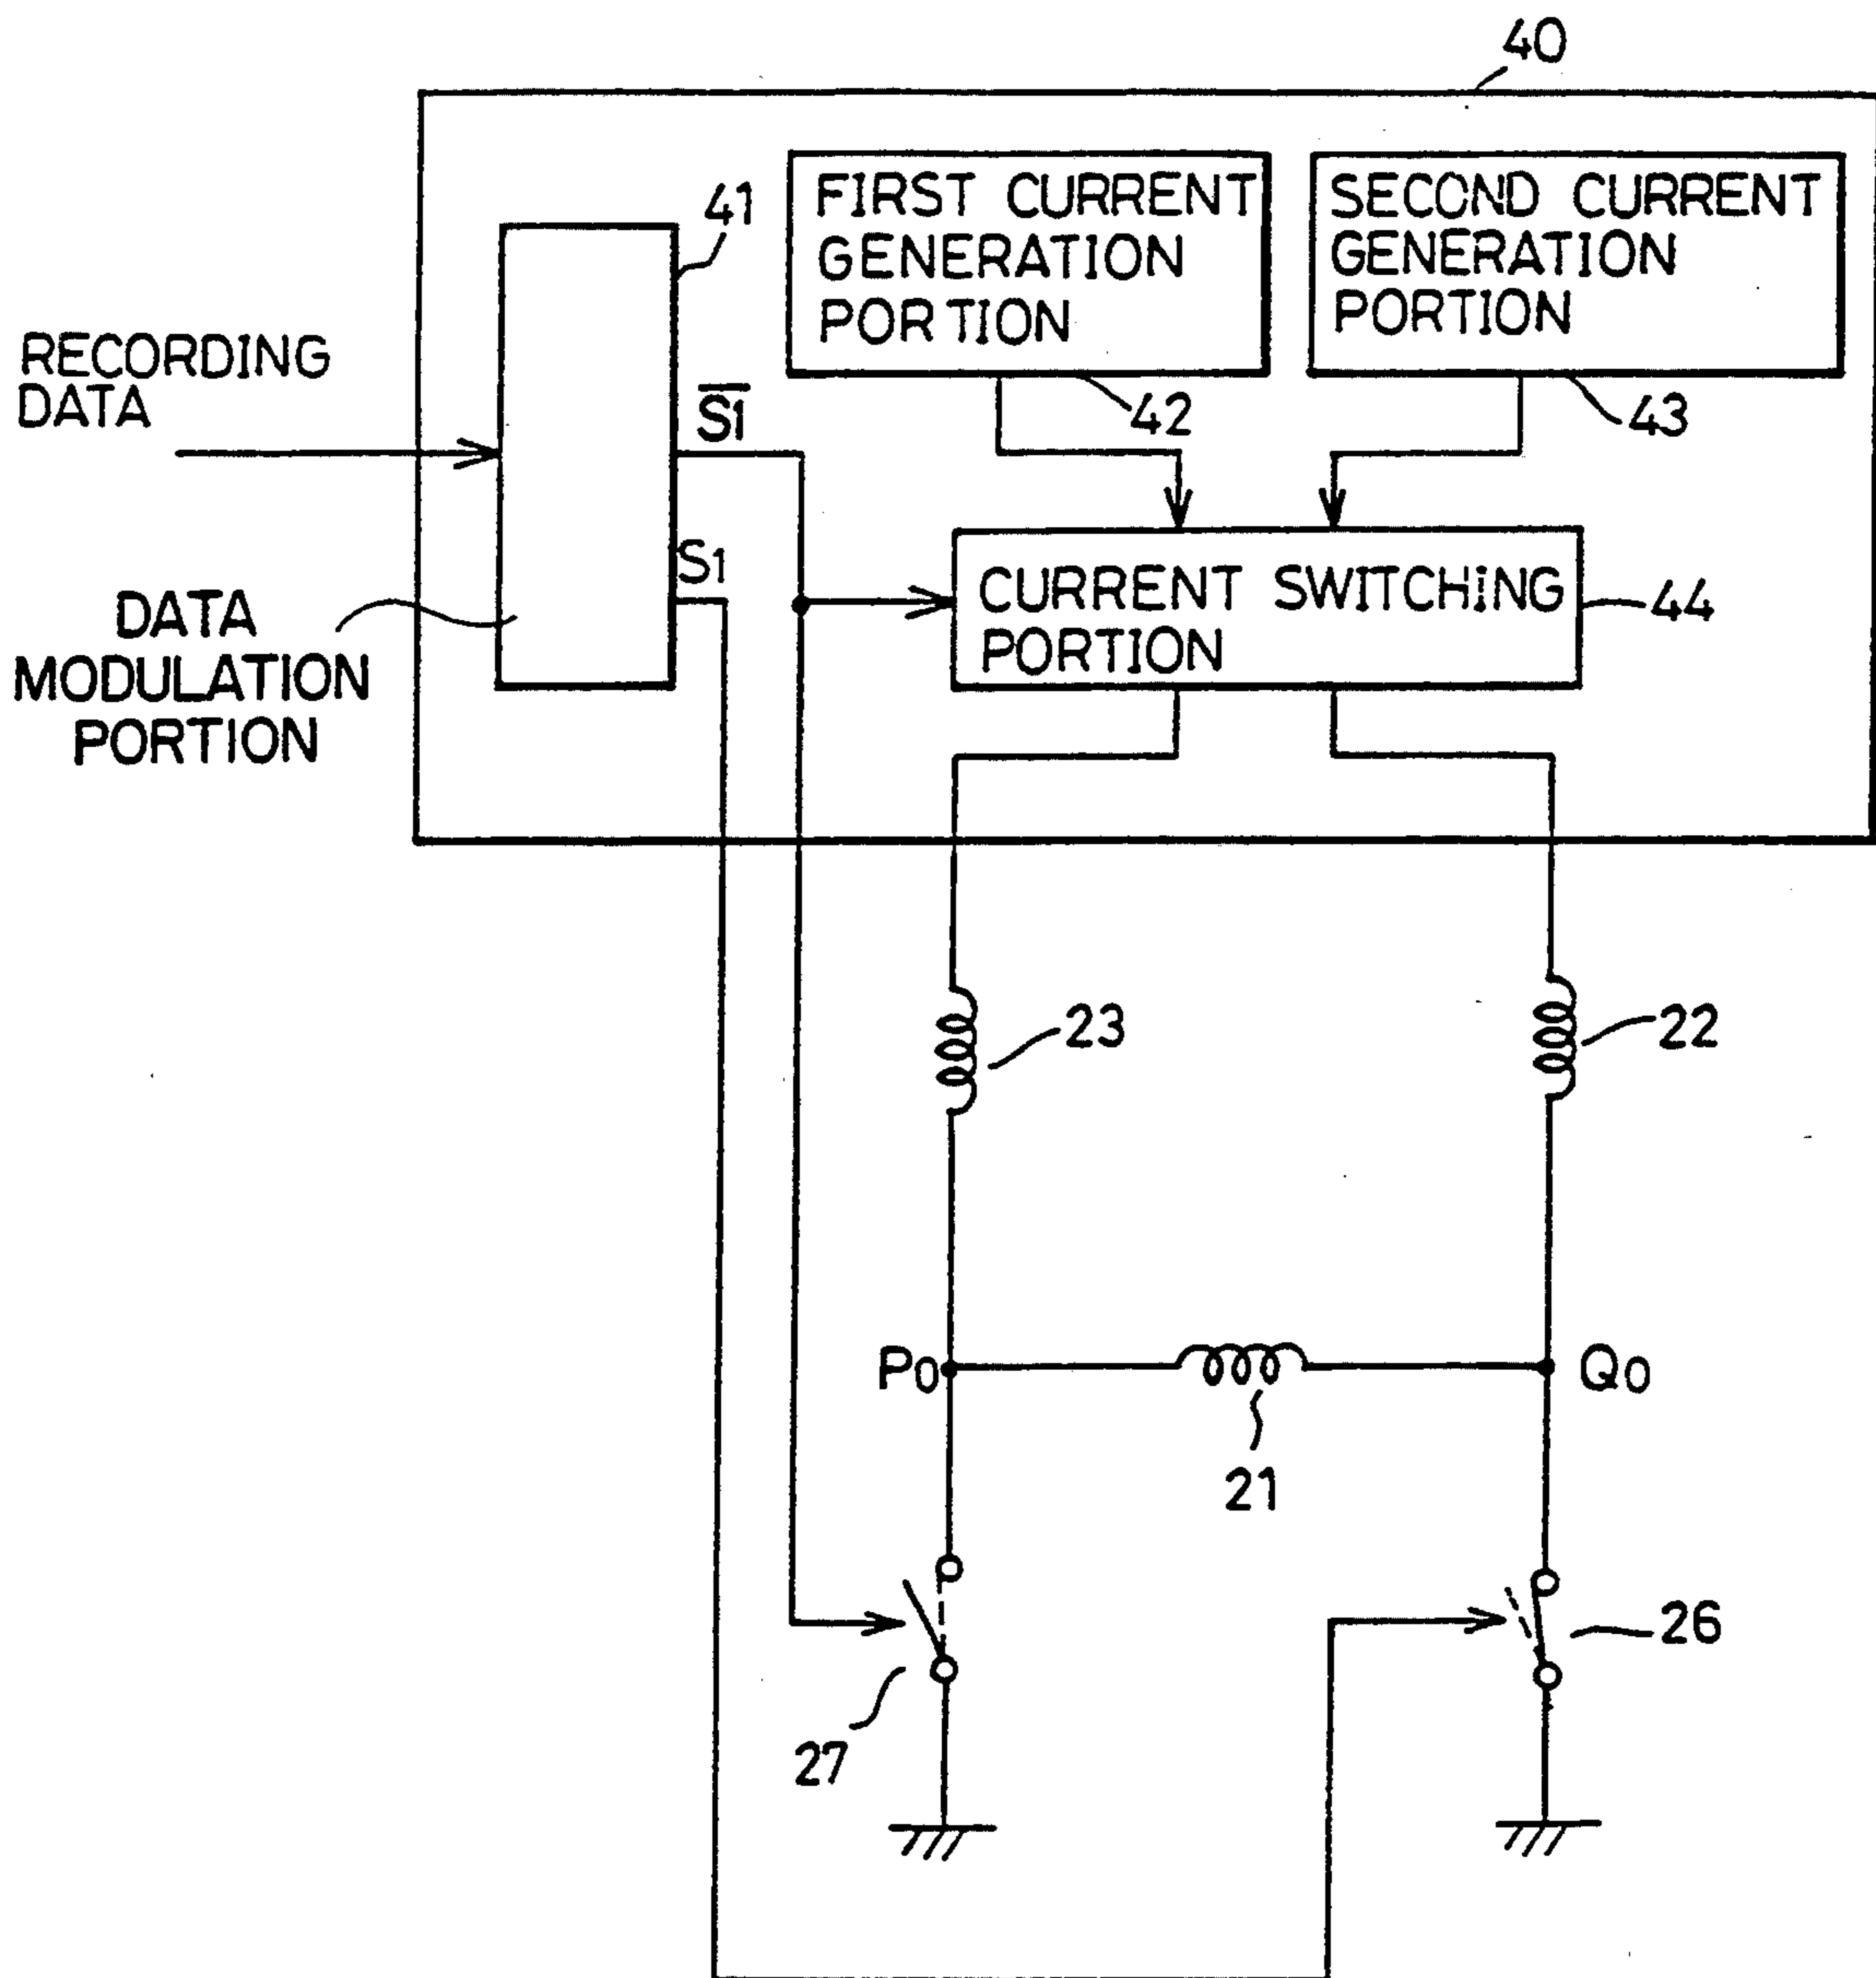 40
41
FIRST CURRENT
GENERATION
PORTION
SECOND CURRENT
GENERATION
PORTION
RECORDING
DATA
S̅1̅
42
43
S1
DATA
MODULATION
PORTION
CURRENT SWITCHING
PORTION
44
23
22
P0
Q0
21
26
27